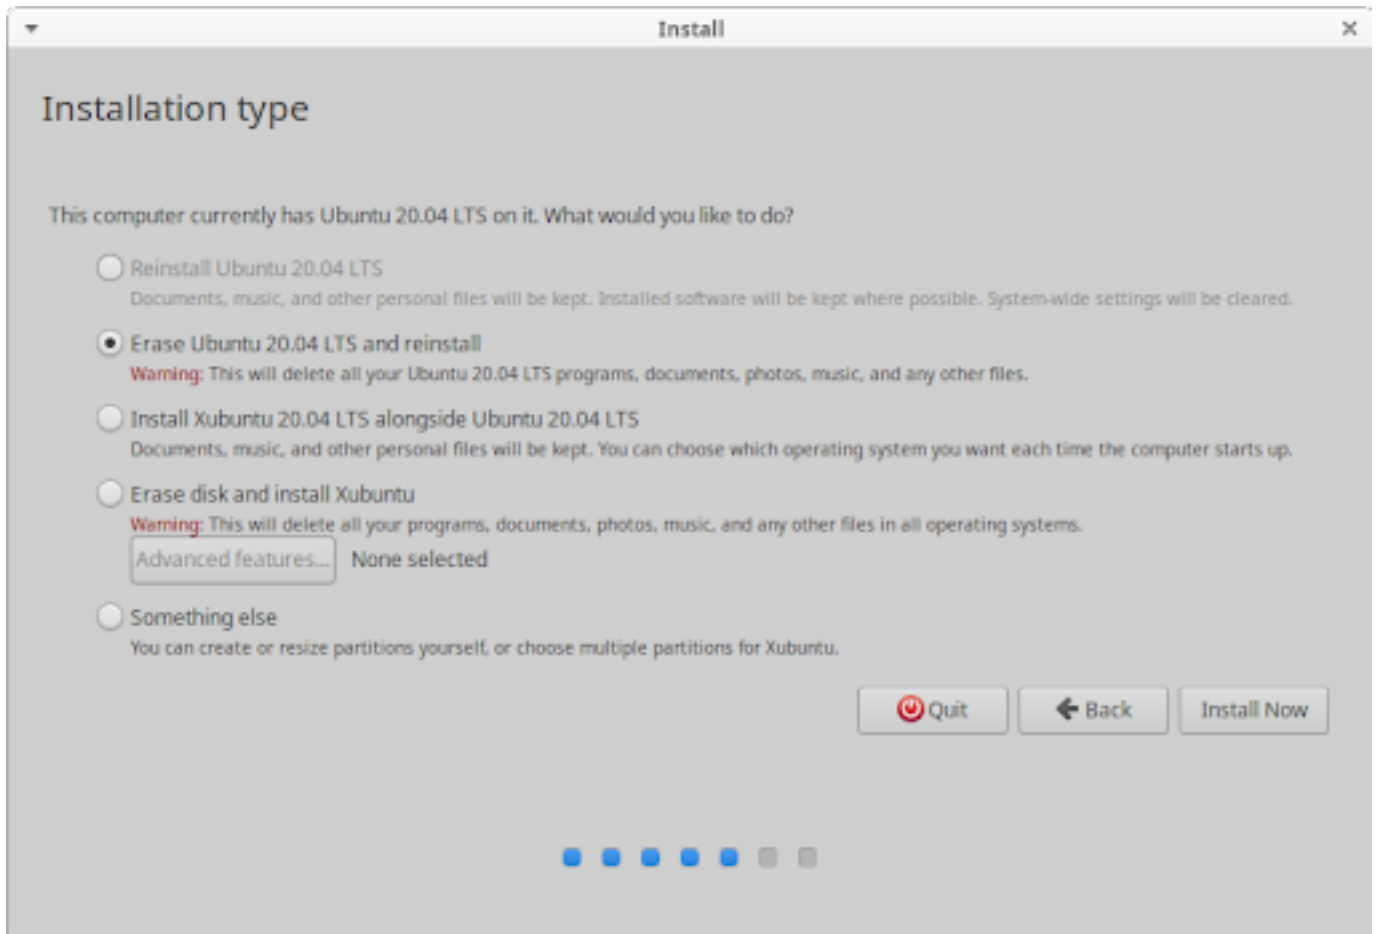 Install
Installation type
This computer currently has Ubuntu 20.04 LTS on it. What would you like to do?
Reinstall Ubuntu 20.04 LTS
Documents, music, and other personal files will be kept. Installed software will be kept where possible. System-wide settings will be cleared.
Erase Ubuntu 20.04 LTS and reinstall
Warning: This will delete all your Ubuntu 20.04 LTS programs, documents, photos, music, and any other files.
Install Xubuntu 20.04 LTS alongside Ubuntu 20.04 LTS
Documents, music, and other personal files will be kept. You can choose which operating system you want each time the computer starts up.
Erase disk and install Xubuntu
Warning: This will delete all your programs, documents, photos, music, and any other files in all operating systems.
Advanced features... None selected
Something else
You can create or resize partitions yourself, or choose multiple partitions for Xubuntu.
Quit Back Install Now